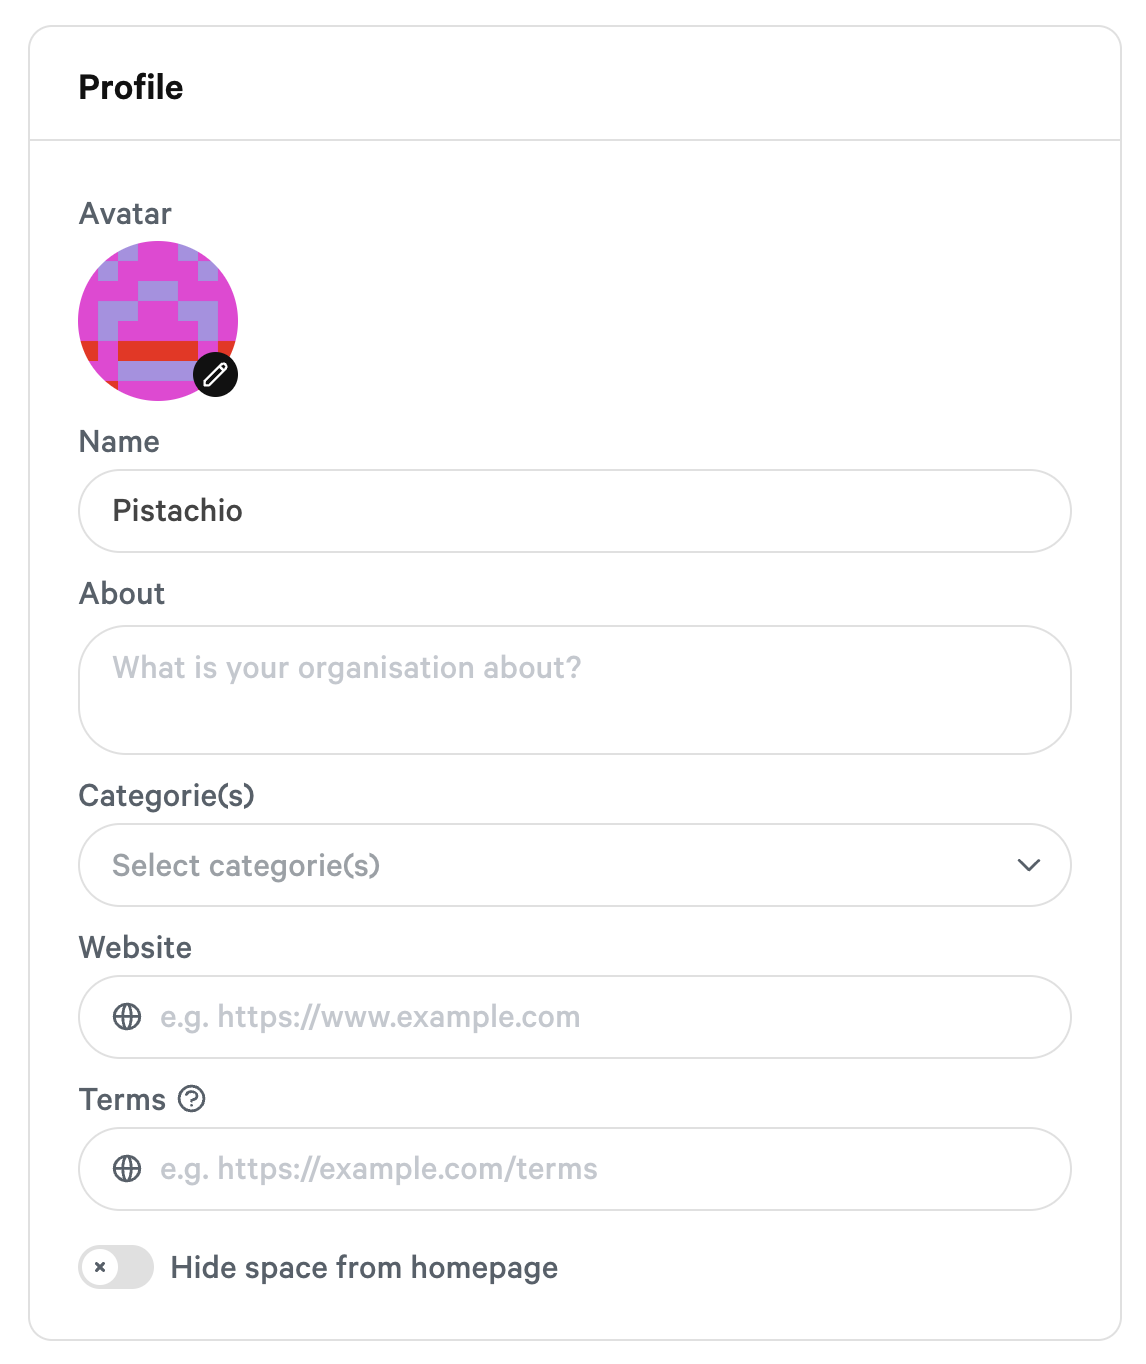 Profile
Avatar
Name
Pistachio
About
What is your organisation about?
Categorie(s)
Select categorie(s)
Website
e.g. https://www.example.com
Terms
e.g. https://example.com/terms
Hide space from homepage